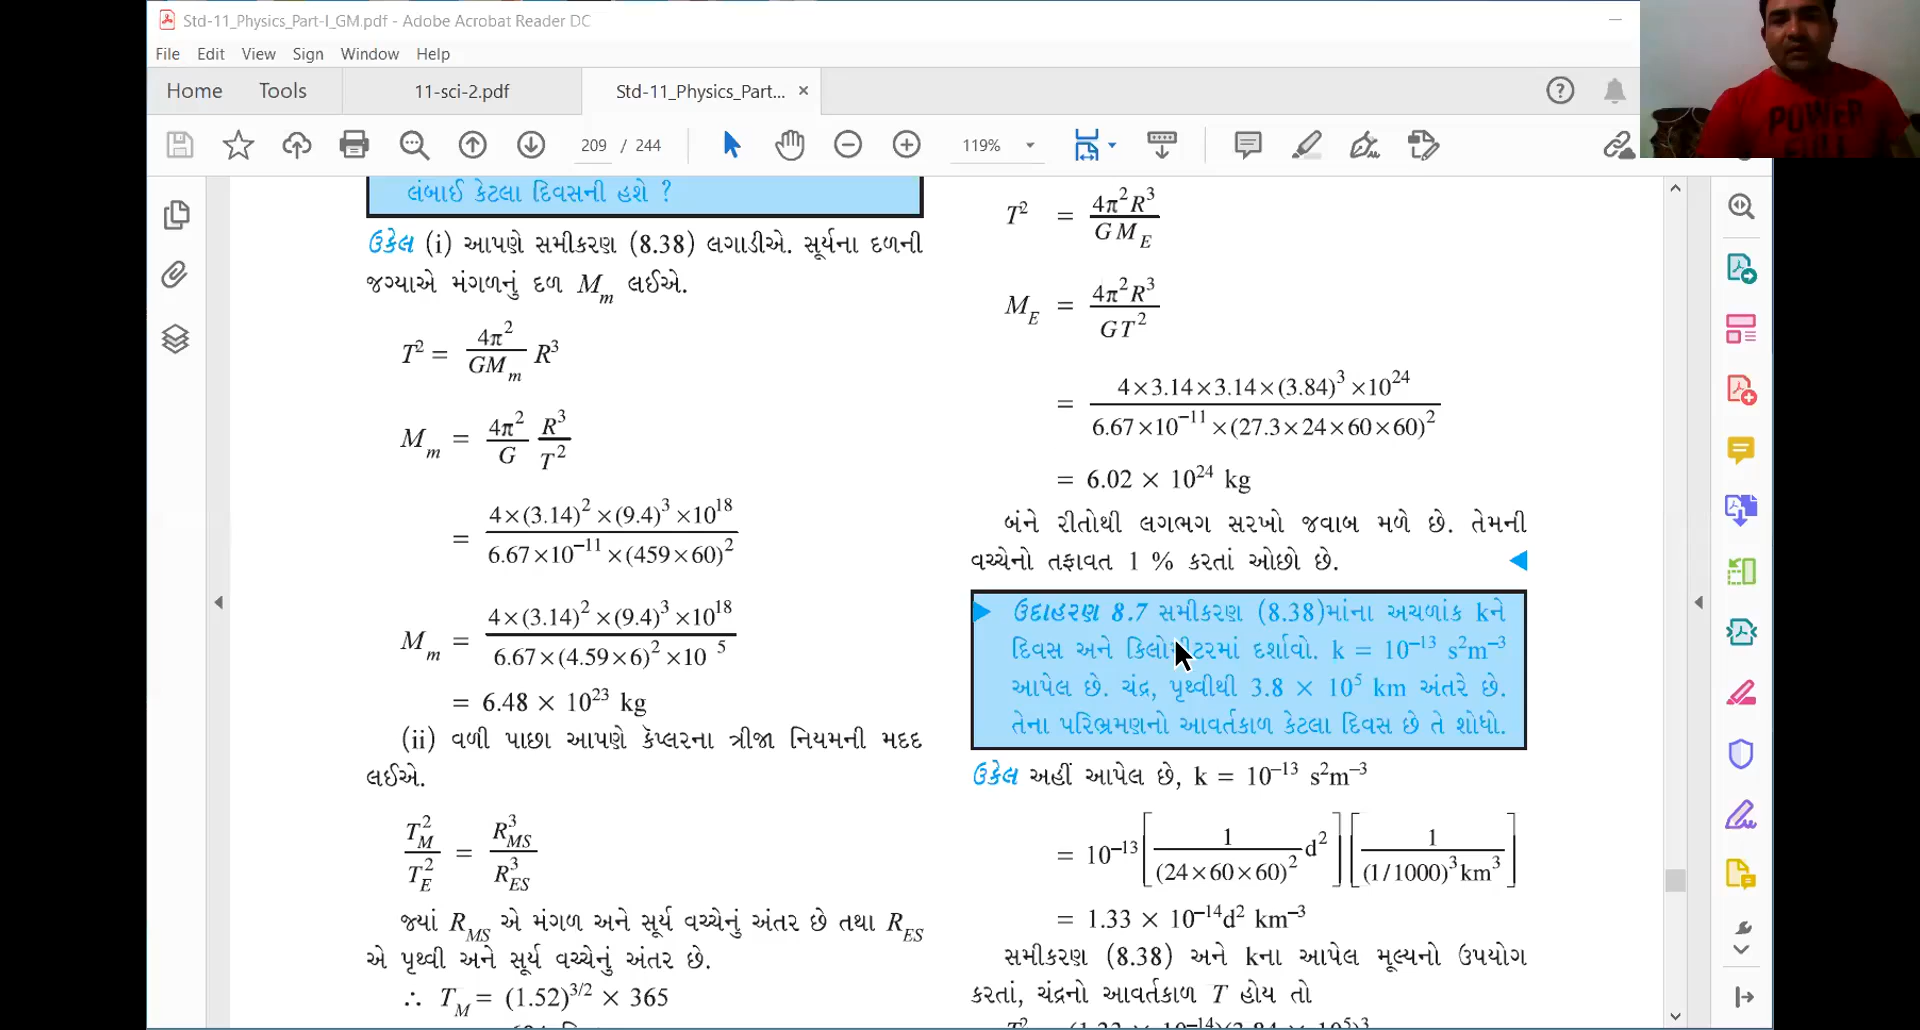 Std-11_Physics_Part-I_GM.pdf - Adobe Acrobat Reader DC
File Edit View Sign Window Help
Home Tools 11-sci-2.pdf Std-11_Physics_Part... ×
209 / 244 119%
POWER
લંબાઈ કેટલા દિવસની હશે ?
ઉકેલ (i) આપણે સમીકરણ (8.38) લગાડીએ. સૂર્યના દળની
જગ્યાએ મંગળનું દળ M_m લઈએ.
T² = 4π² / GM_m R³
M_m = 4π² / G R³ / T²
= 4×(3.14)²×(9.4)³×10¹⁸ / 6.67×10⁻¹¹×(459×60)²
M_m = 4×(3.14)²×(9.4)³×10¹⁸ / 6.67×(4.59×6)²×10 ⁵
= 6.48 × 10²³ kg
(ii) વળી પાછા આપણે કૅપ્લરના ત્રીજા નિયમની મદદ
લઈએ.
T_M² / T_E² = R_MS³ / R_ES³
જ્યાં R_MS એ મંગળ અને સૂર્ય વચ્ચેનું અંતર છે તથા R_ES
એ પૃથ્વી અને સૂર્ય વચ્ચેનું અંતર છે.
∴ T_M = (1.52)^3/2 × 365
T² = 4π²R³ / GM_E
M_E = 4π²R³ / GT²
= 4×3.14×3.14×(3.84)³×10²⁴ / 6.67×10⁻¹¹×(27.3×24×60×60)²
= 6.02 × 10²⁴ kg
બંને રીતોથી લગભગ સરખો જવાબ મળે છે. તેમની
વચ્ચેનો તફાવત 1 % કરતાં ઓછો છે.
ઉદાહરણ 8.7 સમીકરણ (8.38)માંના અચળાંક kને
દિવસ અને કિલોમીટરમાં દર્શાવો. k = 10⁻¹³ s²m⁻³
આપેલ છે. ચંદ્ર, પૃથ્વીથી 3.8 × 10⁵ km અંતરે છે.
તેના પરિભ્રમણનો આવર્તકાળ કેટલા દિવસ છે તે શોધો.
ઉકેલ અહીં આપેલ છે, k = 10⁻¹³ s²m⁻³
= 10⁻¹³ [1 / (24×60×60)² d²] [1 / (1/1000)³km³]
= 1.33 × 10⁻¹⁴d² km⁻³
સમીકરણ (8.38) અને kના આપેલ મૂલ્યનો ઉપયોગ
કરતાં, ચંદ્રનો આવર્તકાળ T હોય તો